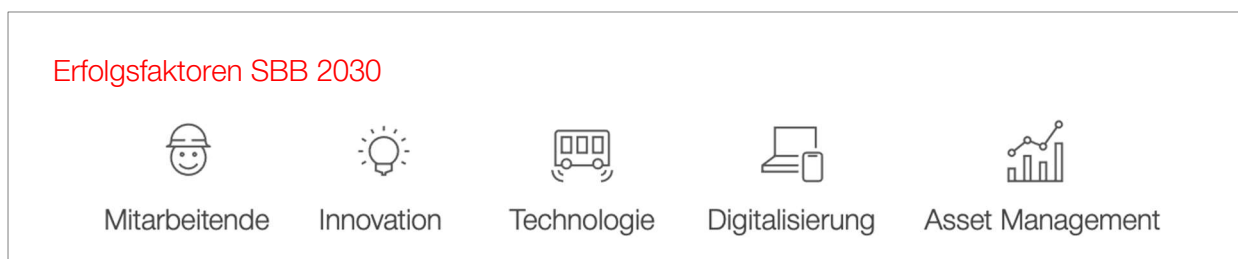 Erfolgsfaktoren SBB 2030
Mitarbeitende Innovation Technologie Digitalisierung Asset Management